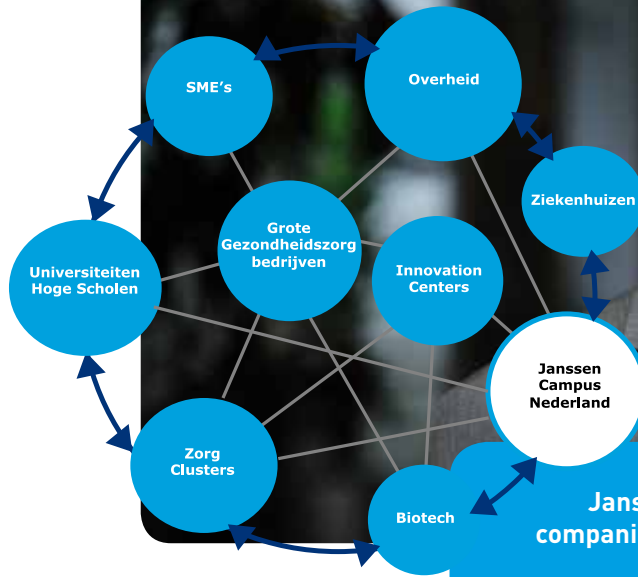 SME's
Overheid
Ziekenhuizen
Grote
Gezondheidszorg
bedrijven
Innovation
Centers
Universiteiten
Hoge Scholen
Janssen
Campus
Nederland
Zorg
Clusters
Biotech